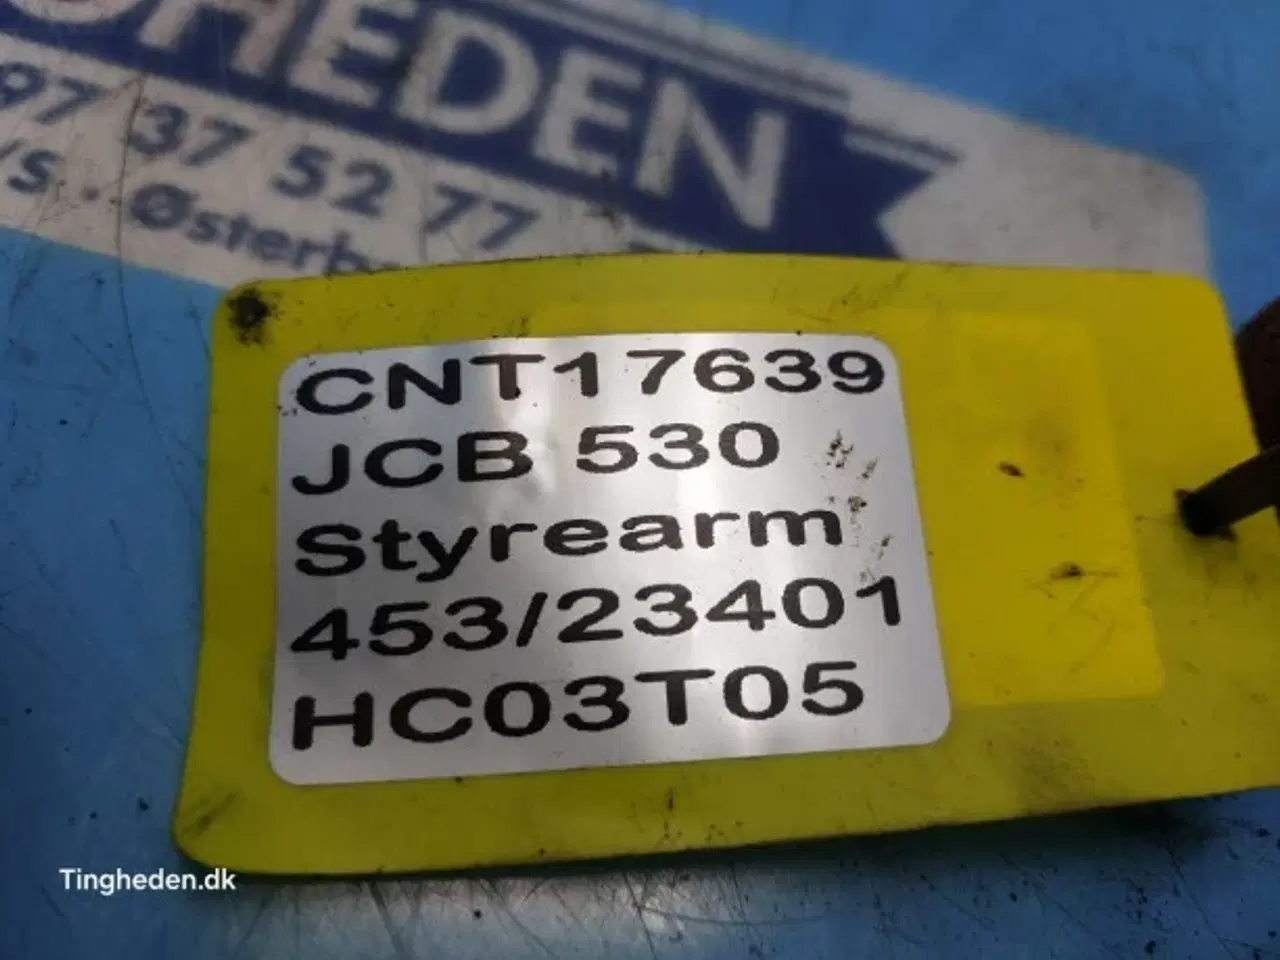 HEDEN
97 37 52 77
/S. Østerb
CNT17639
JCB 530
Styrearm
453/23401
HC03T05
Tingheden.dk